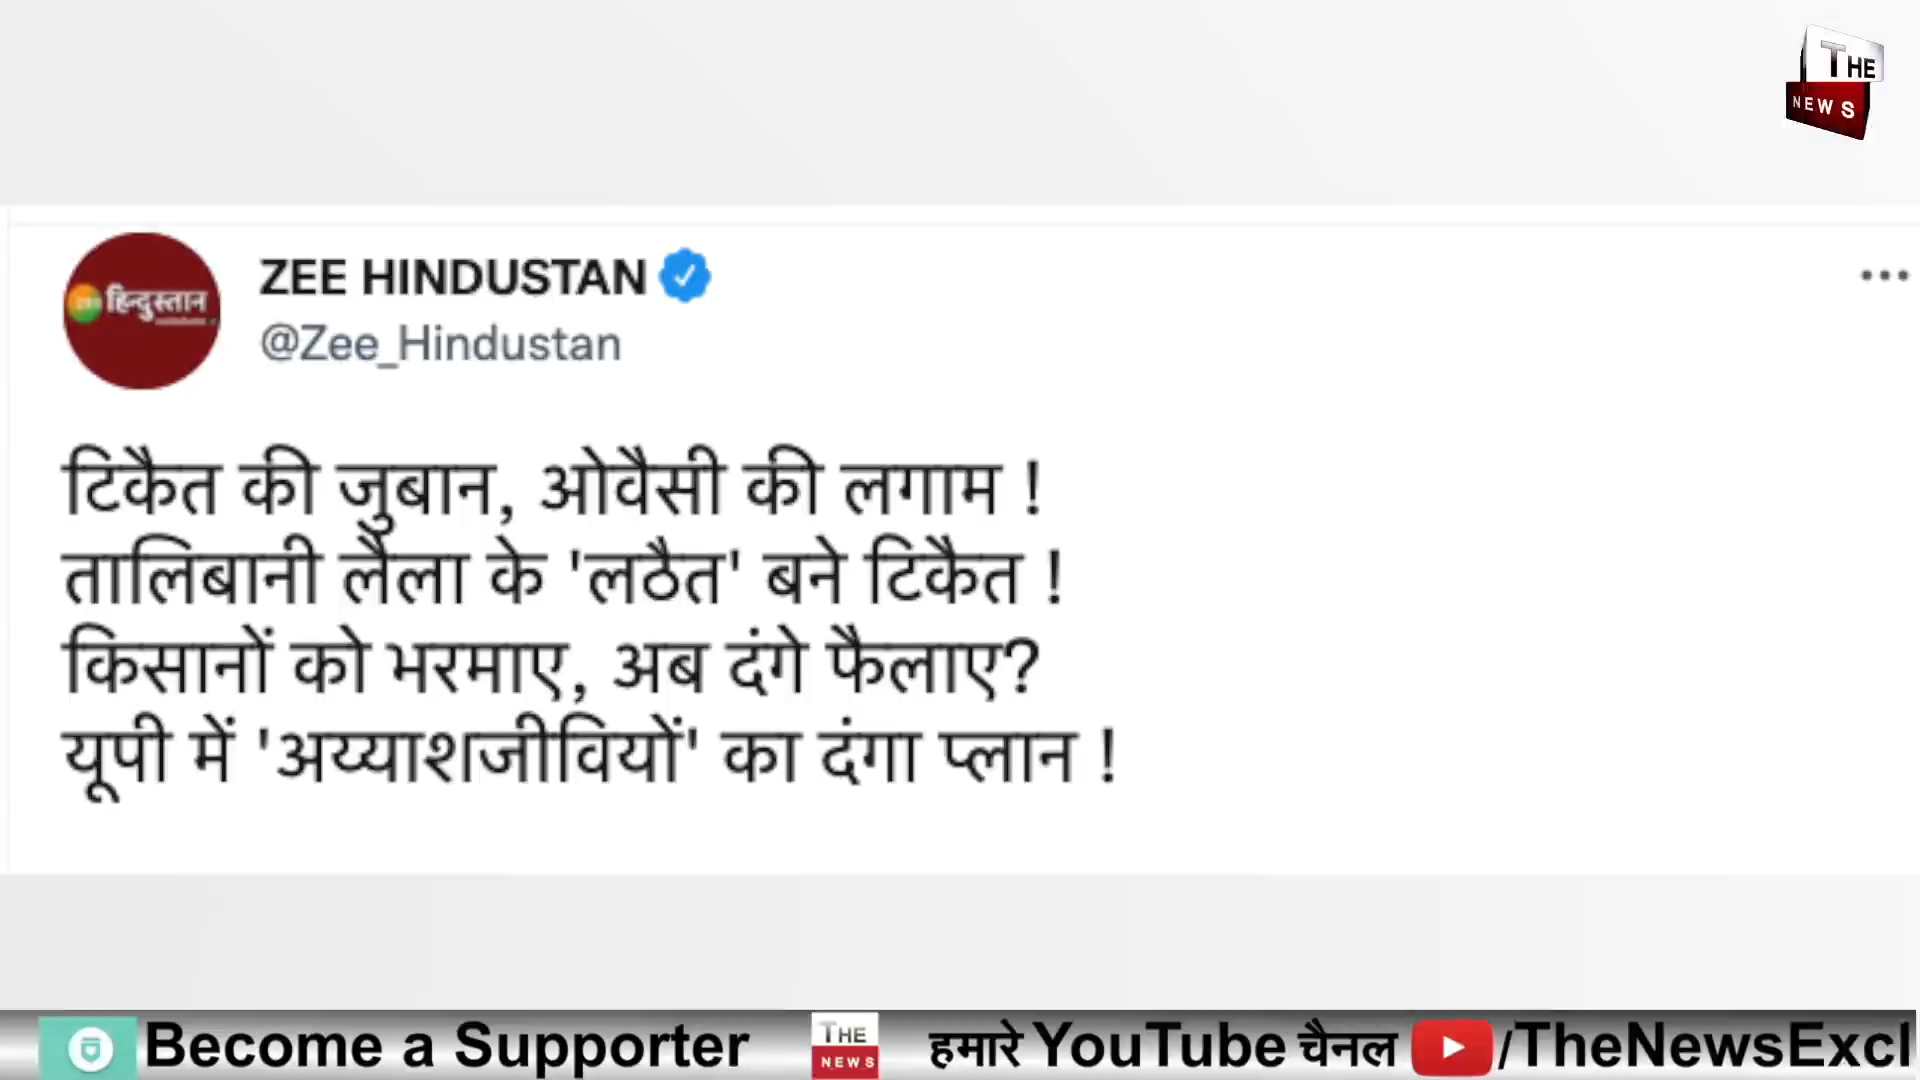 THE
NEWS
हिन्दुस्तान
ZEE HINDUSTAN
@Zee_Hindustan
टिकैत की जुबान, ओवैसी की लगाम !
तालिबानी लैला के 'लठैत' बने टिकैत !
किसानों को भरमाए, अब दंगे फैलाए?
यूपी में 'अय्याशजीवियों' का दंगा प्लान !
Become a Supporter THE NEWS हमारे YouTube चैनल /TheNewsExcl